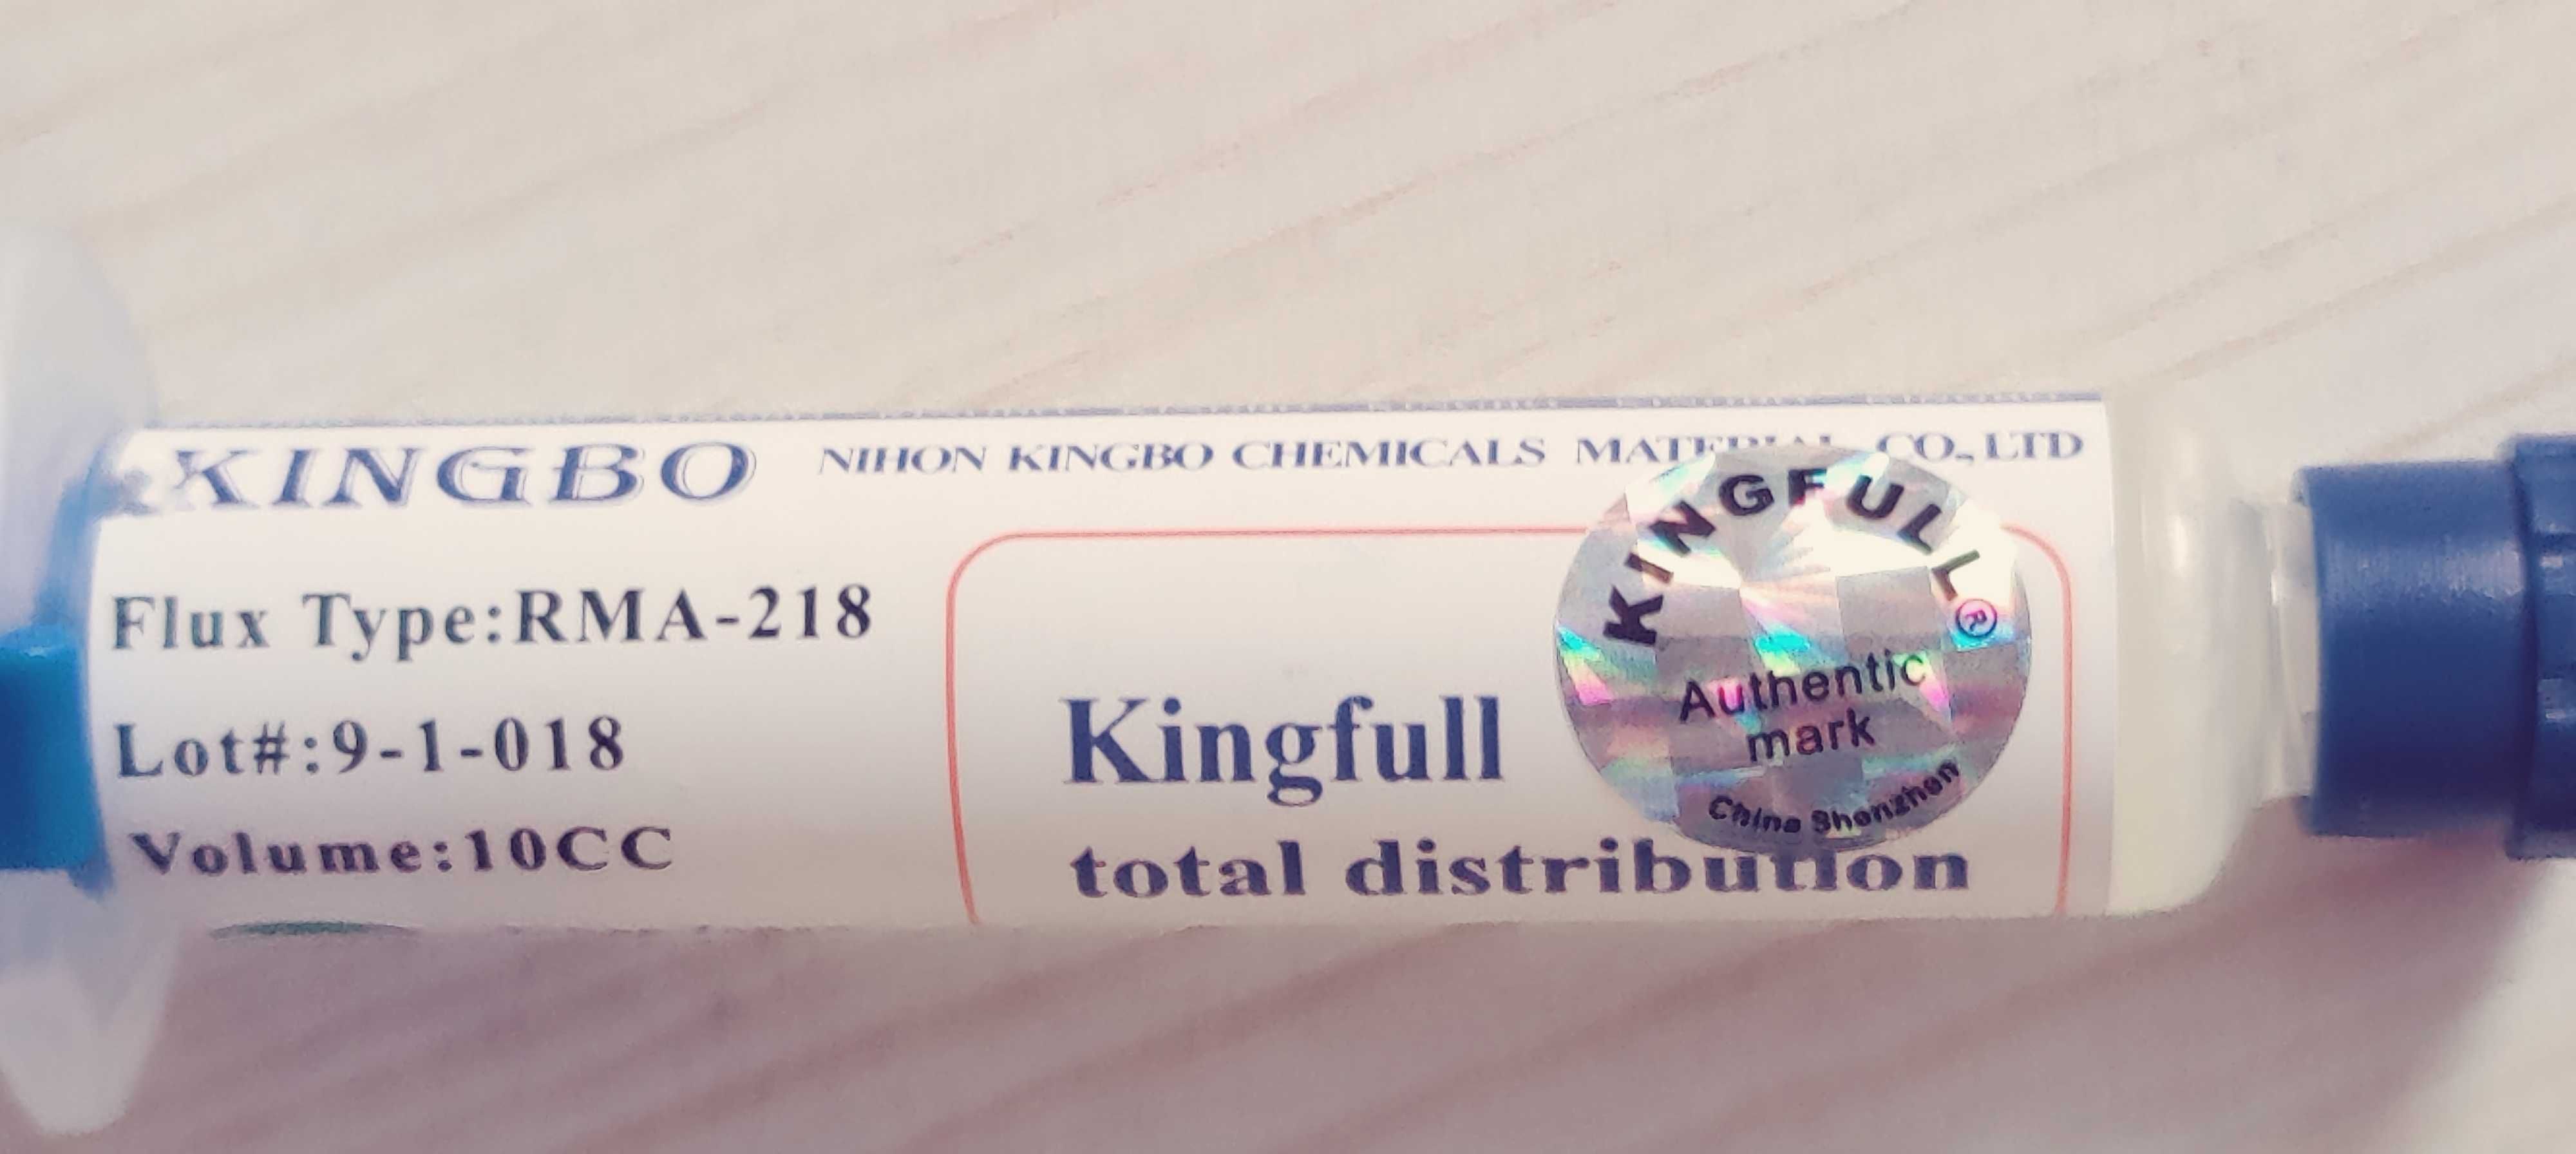 KINGBO NIHON KINGBO CHEMICALS MATERIAL CO., LTD
Flux Type:RMA-218
Lot#:9-1-018
Volume:10CC
Kingfull
total distribution
KINGFULL®
Authentic
mark
China Shenzhen